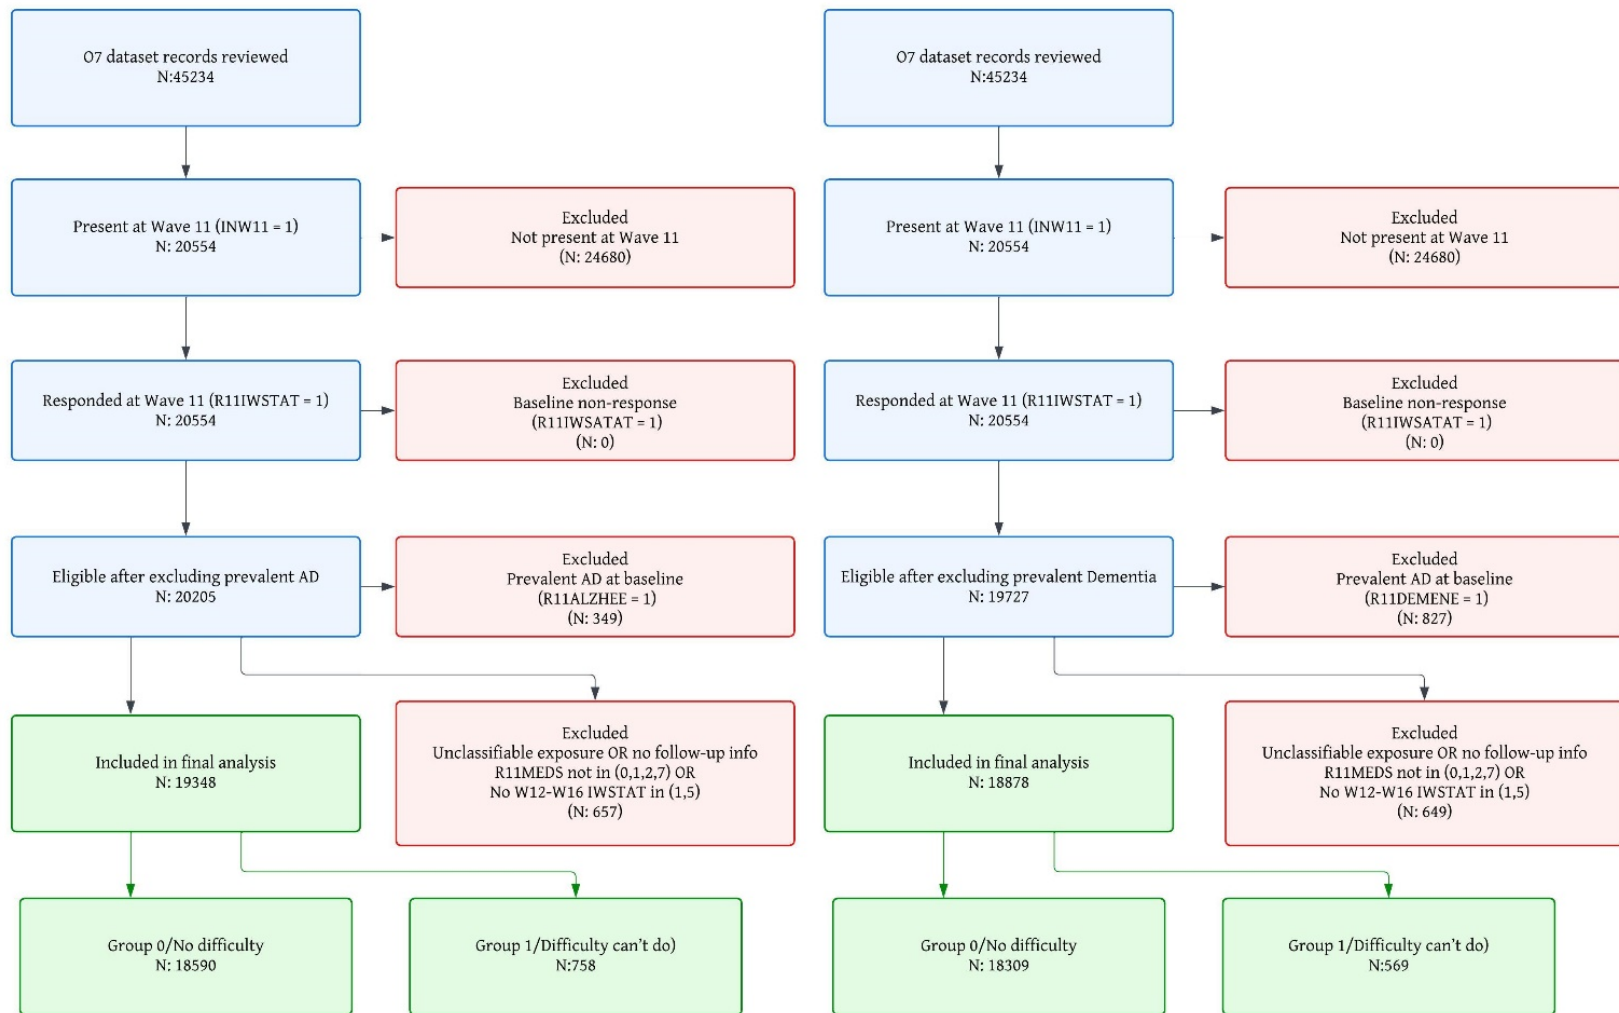 O7 dataset records reviewed
N:45234
Present at Wave 11 (INW11 = 1)
N: 20554
Excluded
Not present at Wave 11
(N: 24680)
Responded at Wave 11 (R11IWSTAT = 1)
N: 20554
Excluded
Baseline non-response
(R11IWSATAT = 1)
(N: 0)
Eligible after excluding prevalent AD
N: 20205
Excluded
Prevalent AD at baseline
(R11ALZHEE = 1)
(N: 349)
Included in final analysis
N: 19348
Excluded
Unclassifiable exposure OR no follow-up info
R11MEDS not in (0,1,2,7) OR
No W12-W16 IWSTAT in (1,5)
(N: 657)
Group 0/No difficulty
N: 18590
Group 1/Difficulty can't do)
N:758
O7 dataset records reviewed
N:45234
Present at Wave 11 (INW11 = 1)
N: 20554
Excluded
Not present at Wave 11
(N: 24680)
Responded at Wave 11 (R11IWSTAT = 1)
N: 20554
Excluded
Baseline non-response
(R11IWSATAT = 1)
(N: 0)
Eligible after excluding prevalent Dementia
N: 19727
Excluded
Prevalent AD at baseline
(R11DEMENE = 1)
(N: 827)
Included in final analysis
N: 18878
Excluded
Unclassifiable exposure OR no follow-up info
R11MEDS not in (0,1,2,7) OR
No W12-W16 IWSTAT in (1,5)
(N: 649)
Group 0/No difficulty
N: 18309
Group 1/Difficulty can't do)
N:569